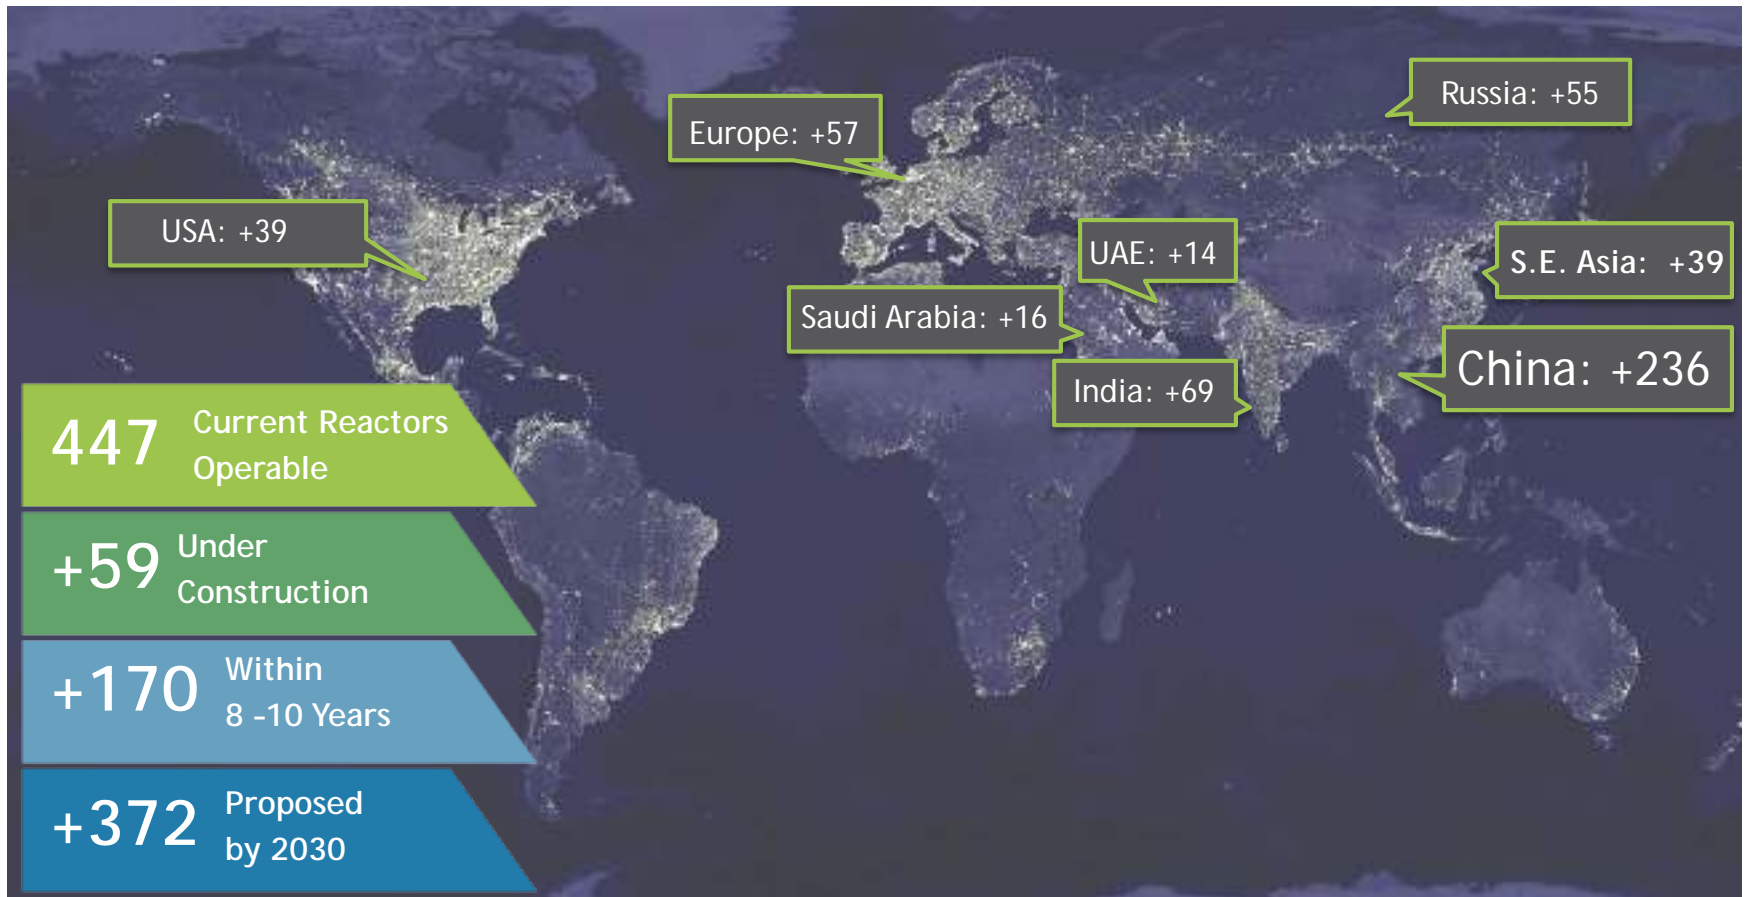 Russia: +55
Europe: +57
USA: +39
UAE: +14
S.E. Asia: +39
Saudi Arabia: +16
China: +236
India: +69
447
Current Reactors
Operable
+59
Under
Construction
+170
Within
8 -10 Years
+372
Proposed
by 2030